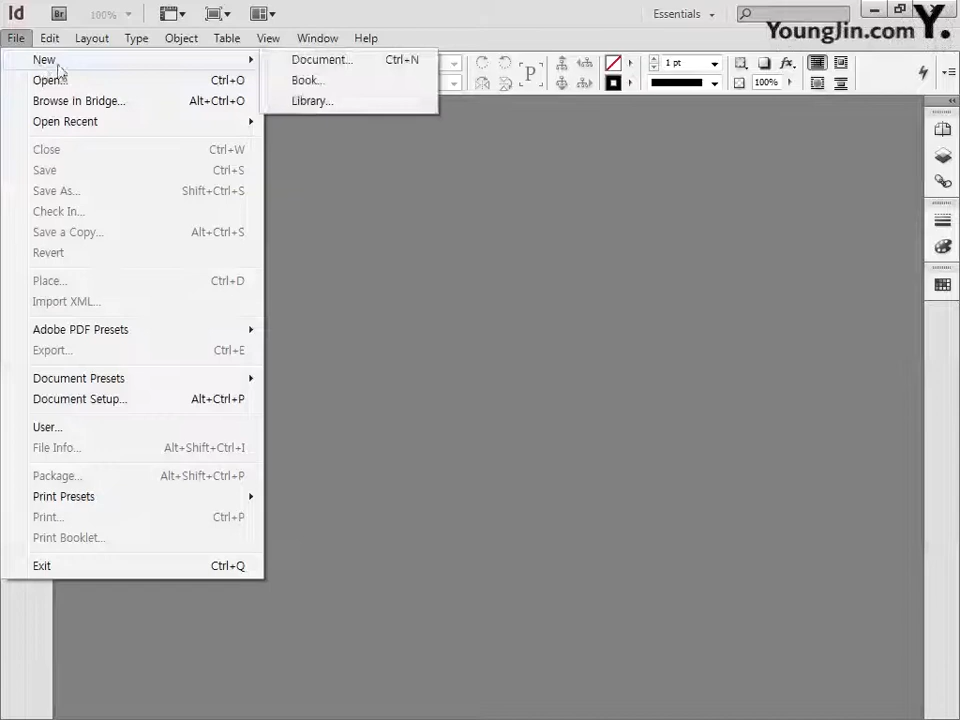 Id Br 100% Essentials
YoungJin.com Y.
File Edit Layout Type Object Table View Window Help
New
Document... Ctrl+N
Open... Ctrl+O
Book...
Browse in Bridge... Alt+Ctrl+O
Library...
Open Recent
Close Ctrl+W
Save Ctrl+S
Save As... Shift+Ctrl+S
Check In...
Save a Copy... Alt+Ctrl+S
Revert
Place... Ctrl+D
Import XML...
Adobe PDF Presets
Export... Ctrl+E
Document Presets
Document Setup... Alt+Ctrl+P
User...
File Info... Alt+Shift+Ctrl+I
Package... Alt+Shift+Ctrl+P
Print Presets
Print... Ctrl+P
Print Booklet...
Exit Ctrl+Q
P 1 pt fx.
100%